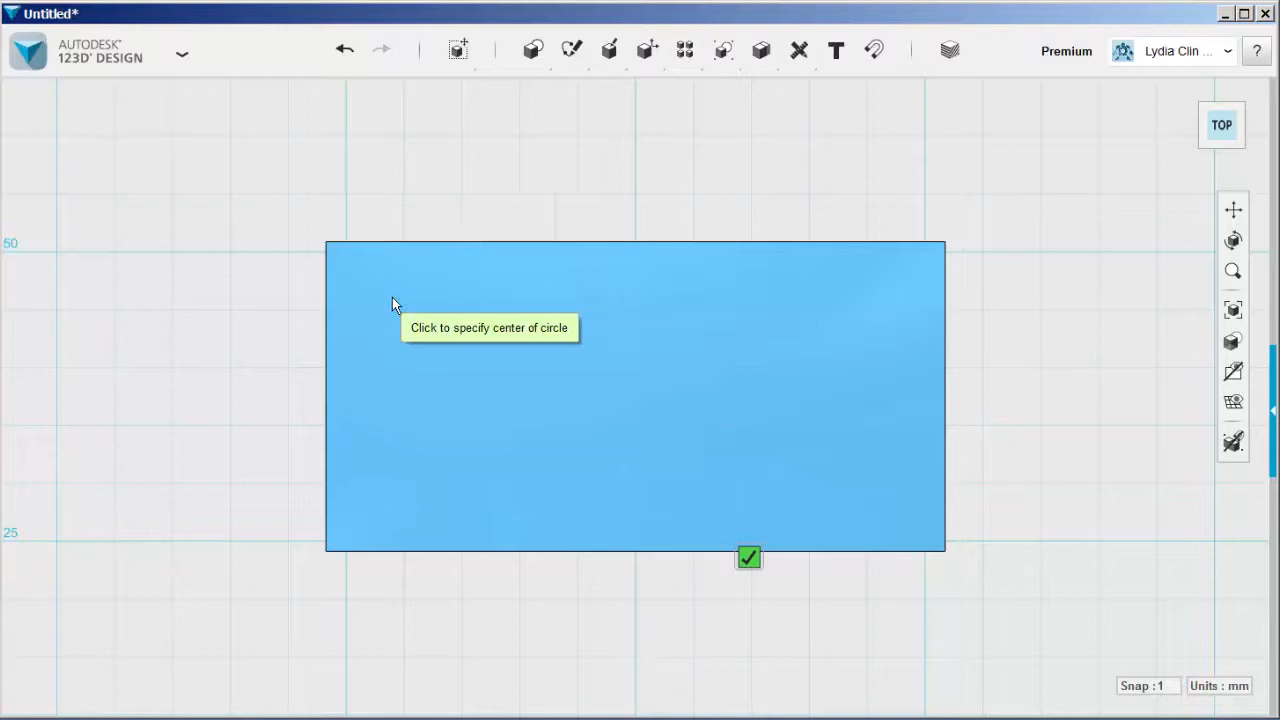 Untitled*
AUTODESK®
123D® DESIGN
Premium
Lydia Clin ...
?
TOP
50
Click to specify center of circle
25
Snap : 1
Units : mm